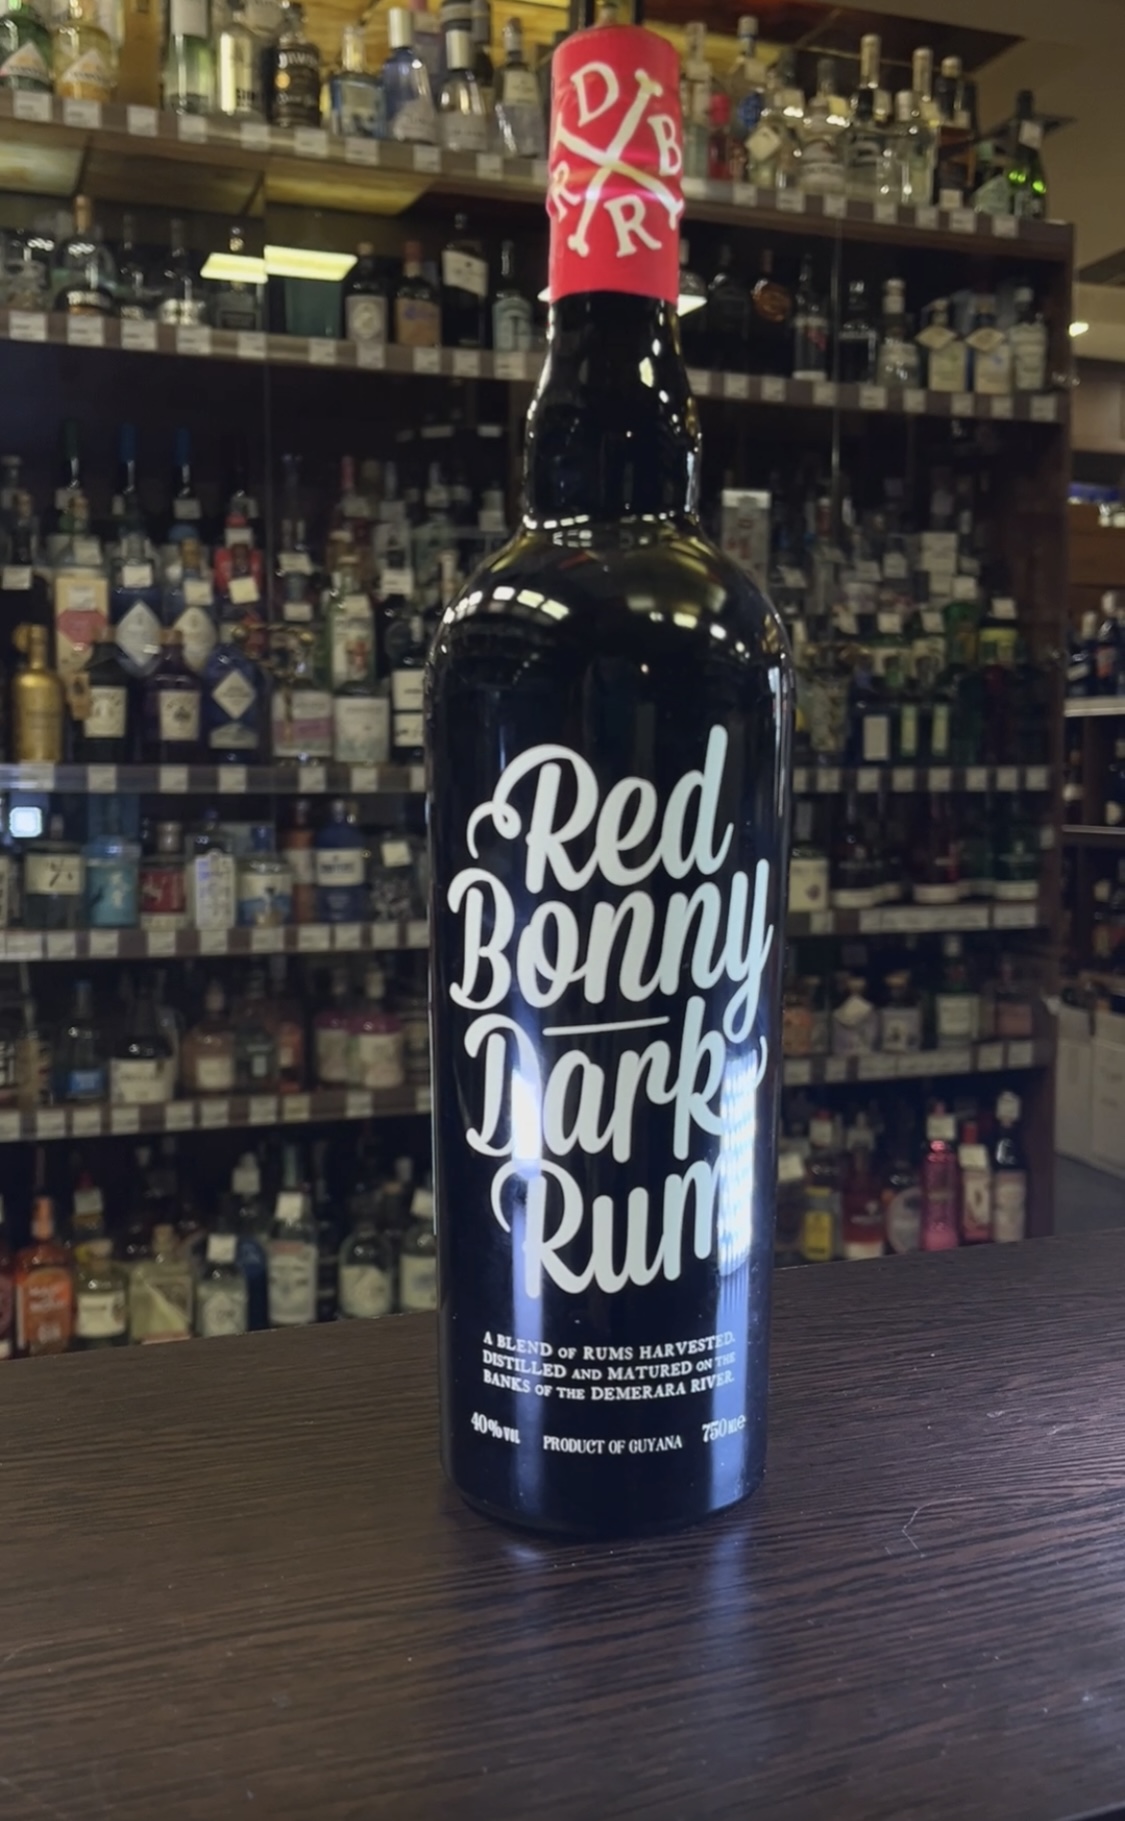 D
B
R
R
Red
Bonny
Dark
Rum
A BLEND OF RUMS HARVESTED,
DISTILLED AND MATURED ON THE
BANKS OF THE DEMERARA RIVER.
40% VOL PRODUCT OF GUYANA 750 ML e